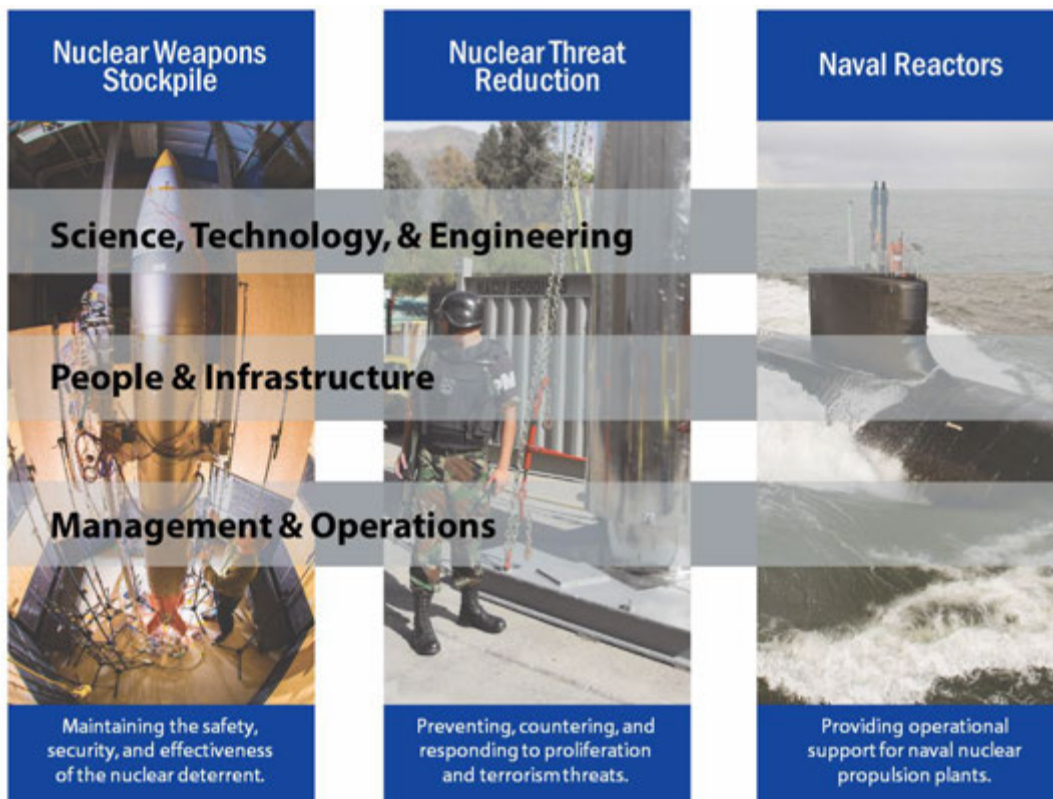 Nuclear Weapons
Stockpile
Nuclear Threat
Reduction
Naval Reactors
Science, Technology, & Engineering
People & Infrastructure
Management & Operations
Maintaining the safety,
security, and effectiveness
of the nuclear deterrent.
Preventing, countering, and
responding to proliferation
and terrorism threats.
Providing operational
support for naval nuclear
propulsion plants.